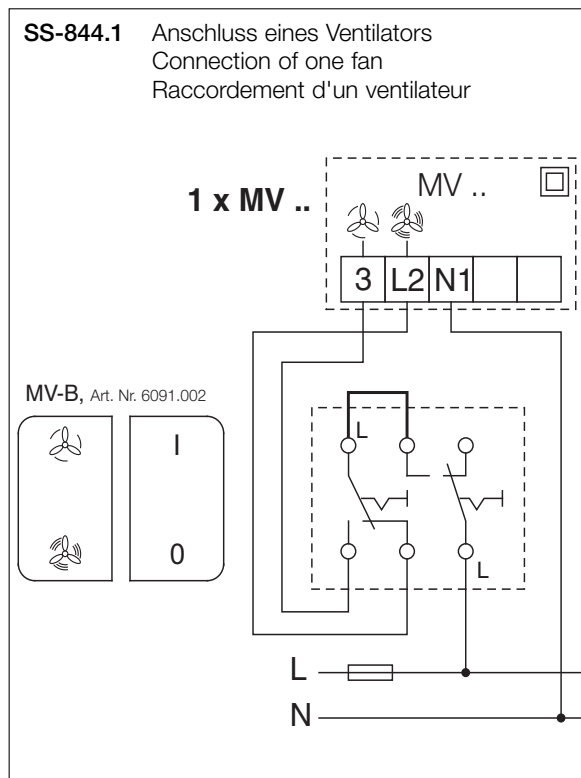 SS-844.1 Anschluss eines Ventilators
Connection of one fan
Raccordement d'un ventilateur
1 x MV ..
MV ..
3 L2 N1
MV-B, Art. Nr. 6091.002
I
0
L
L
L
N